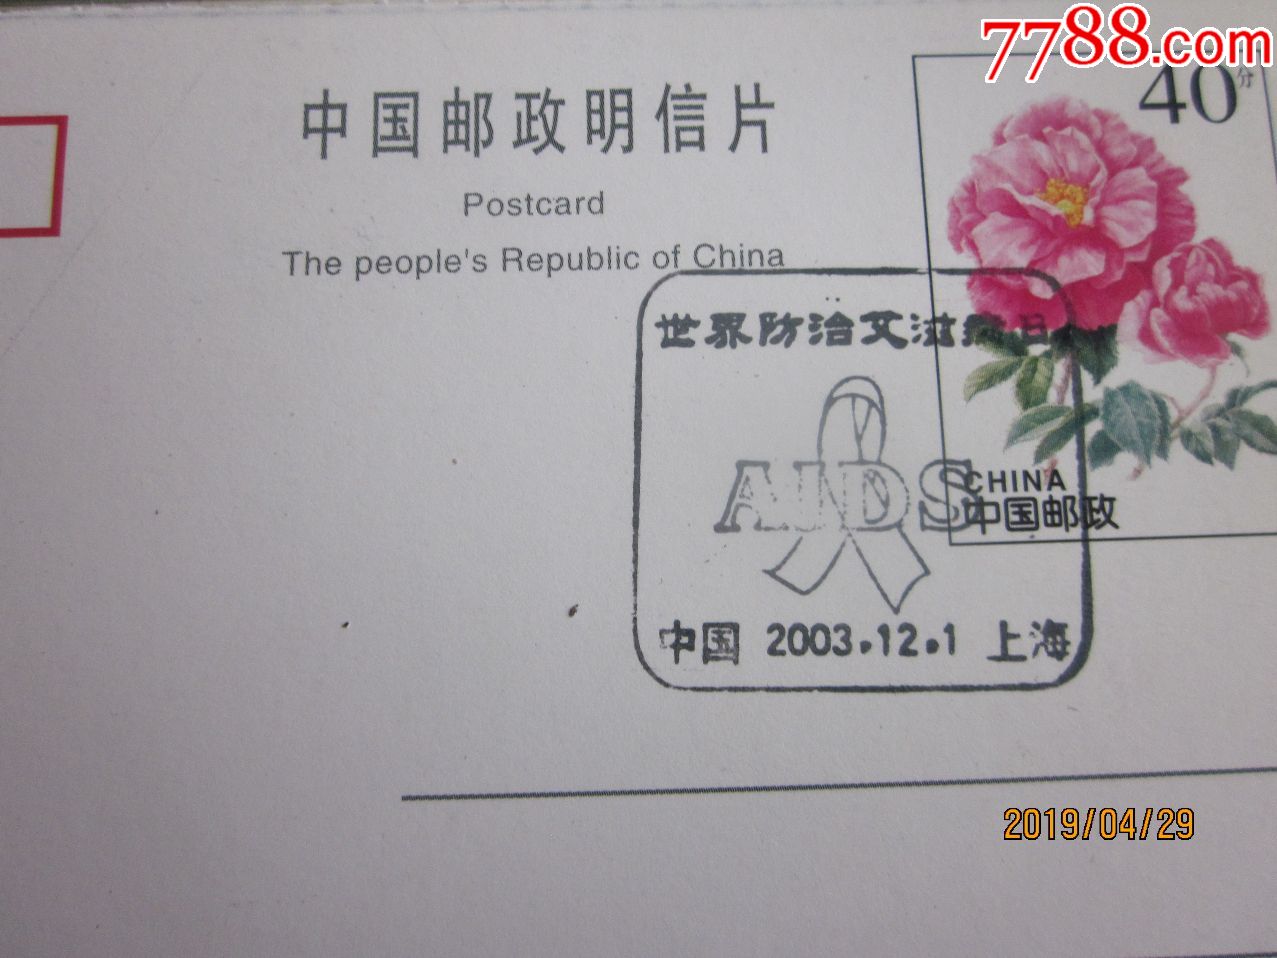 7788.com
40分
中国邮政明信片
Postcard
The people's Republic of China
世界防治艾滋病日
AIDS
CHINA
中国邮政
中国 2003.12.1 上海
2019/04/29